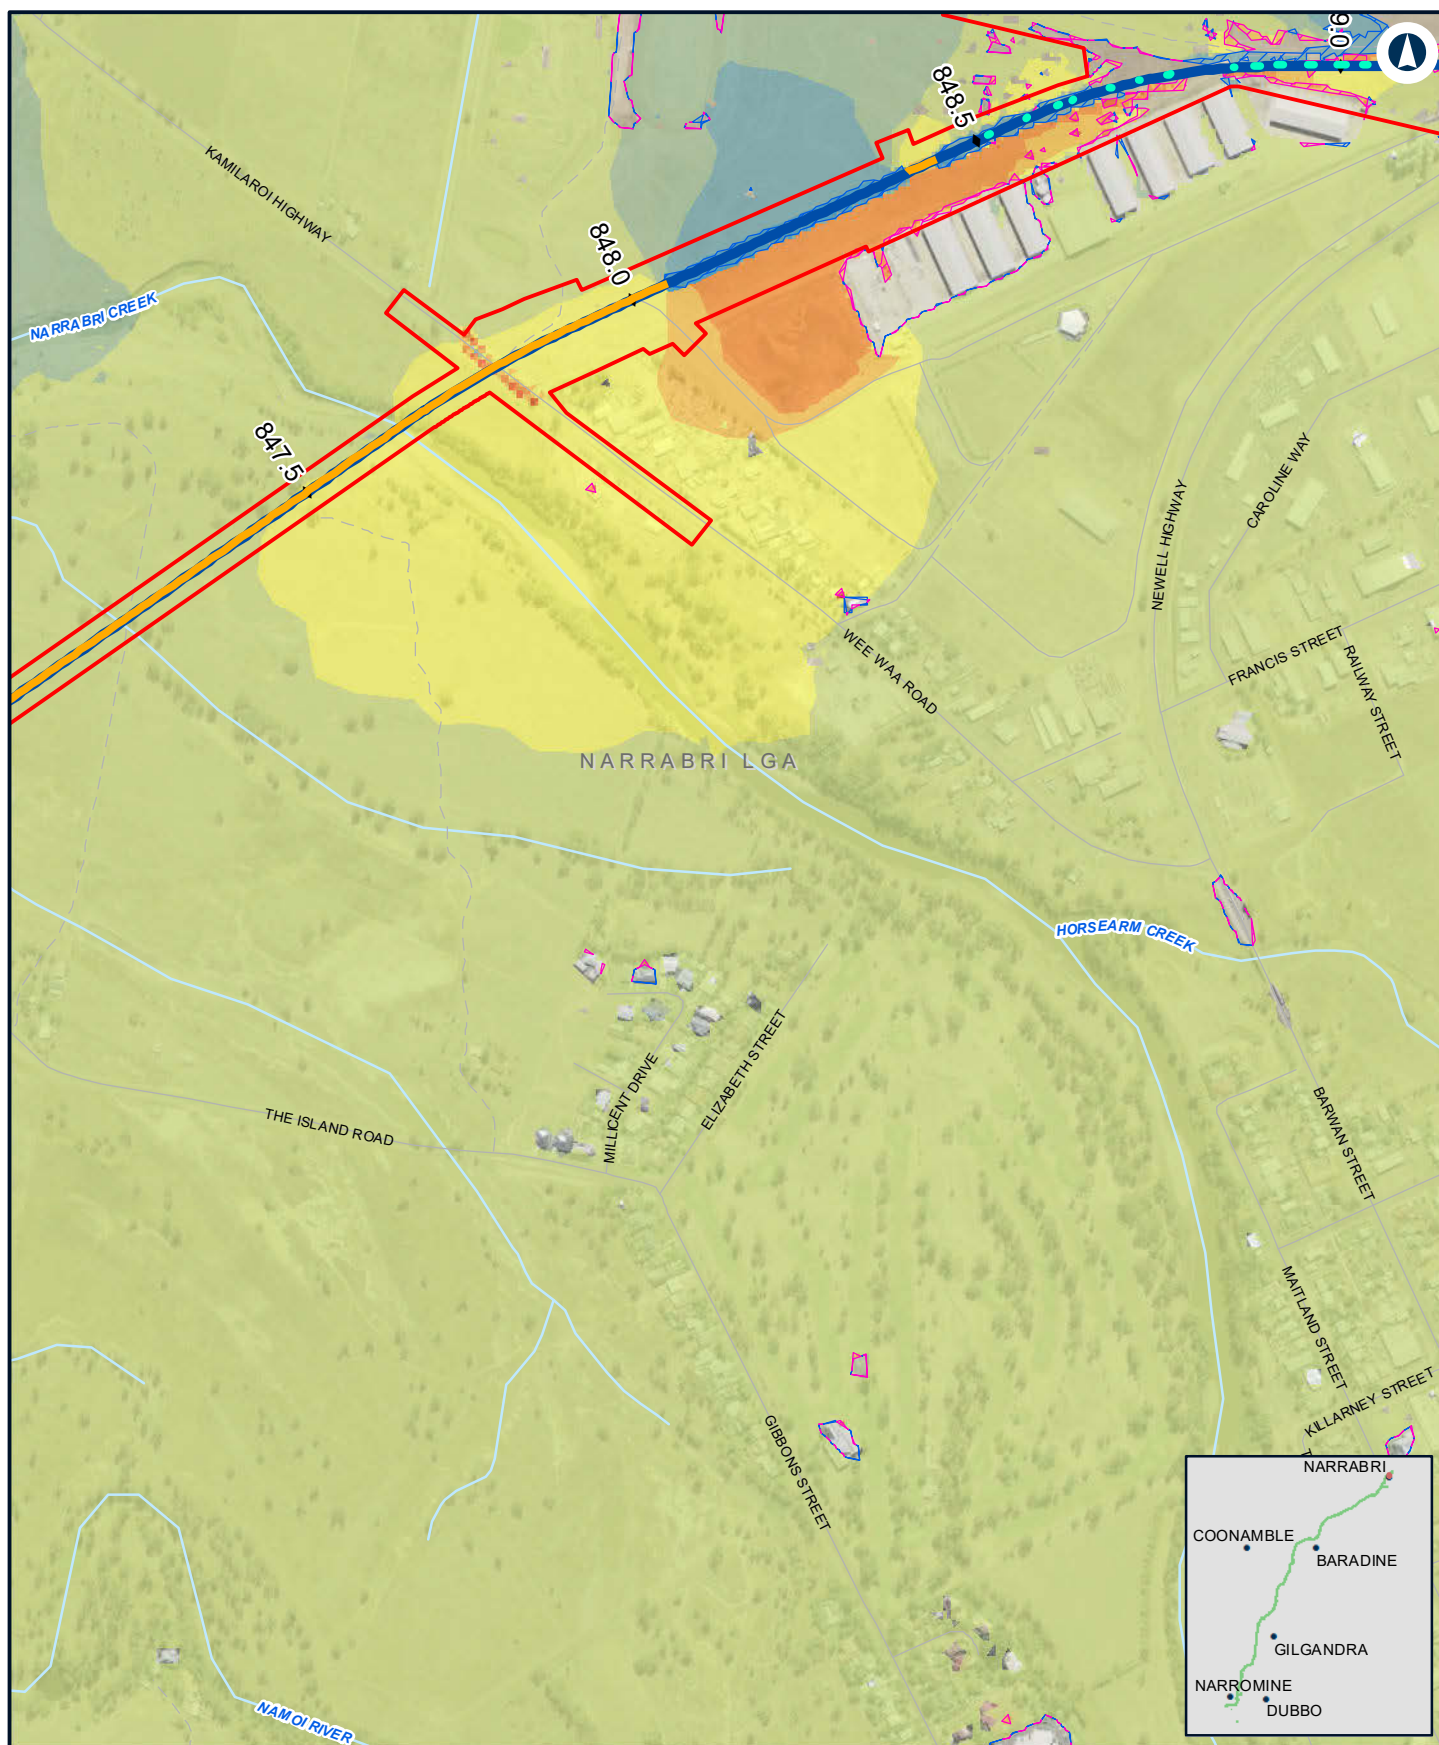 9.0
848.5
KAMILAROI HIGHWAY
848.0
NARRABRI CREEK
847.5
CAROLINE WAY
NEWELL HIGHWAY
WEE WAA ROAD
FRANCIS STREET
RAILWAY STREET
NARRABRI LGA
HORSEARM CREEK
ELIZABETH STREET
MILLICENT DRIVE
THE ISLAND ROAD
BARWAN STREET
MAITLAND STREET
KILLARNEY STREET
GIBBONS STREET
NAMOI RIVER
NARRABRI
COONAMBLE
BARADINE
GILGANDRA
NARROMINE
DUBBO